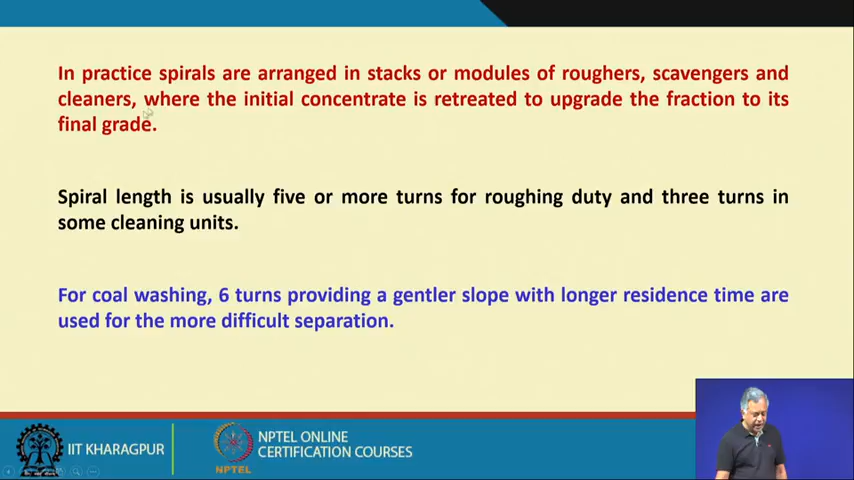 In practice spirals are arranged in stacks or modules of roughers, scavengers and
cleaners, where the initial concentrate is retreated to upgrade the fraction to its
final grade.
Spiral length is usually five or more turns for roughing duty and three turns in
some cleaning units.
For coal washing, 6 turns providing a gentler slope with longer residence time are
used for the more difficult separation.
IIT KHARAGPUR
NPTEL
NPTEL ONLINE
CERTIFICATION COURSES